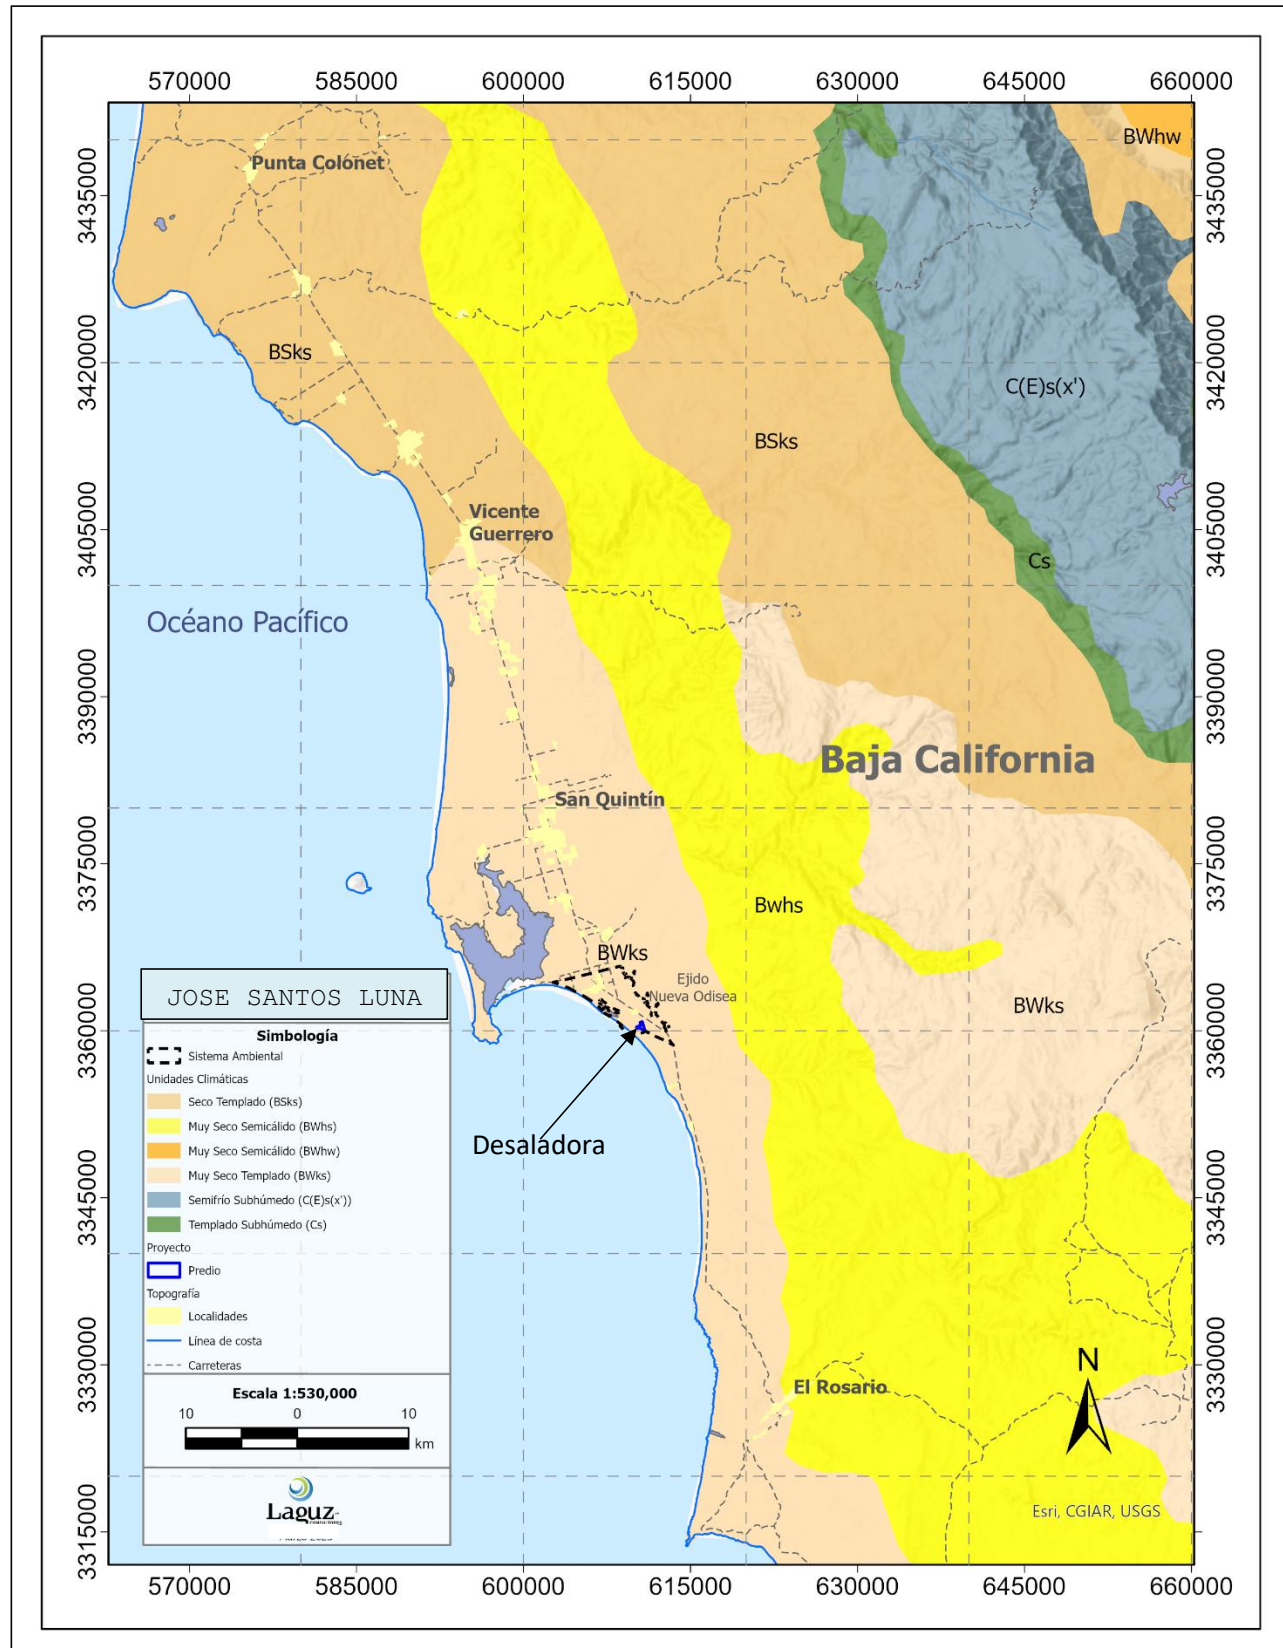 570000 585000 600000 615000 630000 645000 660000
BWhw
Punta Colónet
3435000
3435000
3420000
3420000
BSks
C(E)s(x')
BSks
Vicente
Guerrero
3405000
3405000
Cs
Océano Pacífico
3390000
3390000
Baja California
San Quintín
3375000
3375000
Bwhs
BWks
Ejido
Nueva Odisea
BWks
3360000
3360000
JOSE SANTOS LUNA
Simbología
Sistema Ambiental
Unidades Climáticas
Seco Templado (BSks)
Muy Seco Semicálido (BWhs)
Muy Seco Semicálido (BWhw)
Muy Seco Templado (BWks)
Semifrío Subhúmedo (C(E)s(x'))
Templado Subhúmedo (Cs)
Proyecto
Predio
Topografía
Localidades
Línea de costa
Carreteras
Desaladora
3345000
3345000
3330000
3330000
N
El Rosario
Escala 1:530,000
10 0 10
km
Laguz
Esri, CGIAR, USGS
3315000
3315000
570000 585000 600000 615000 630000 645000 660000